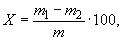 X = (m₁ − m₂)/m · 100,